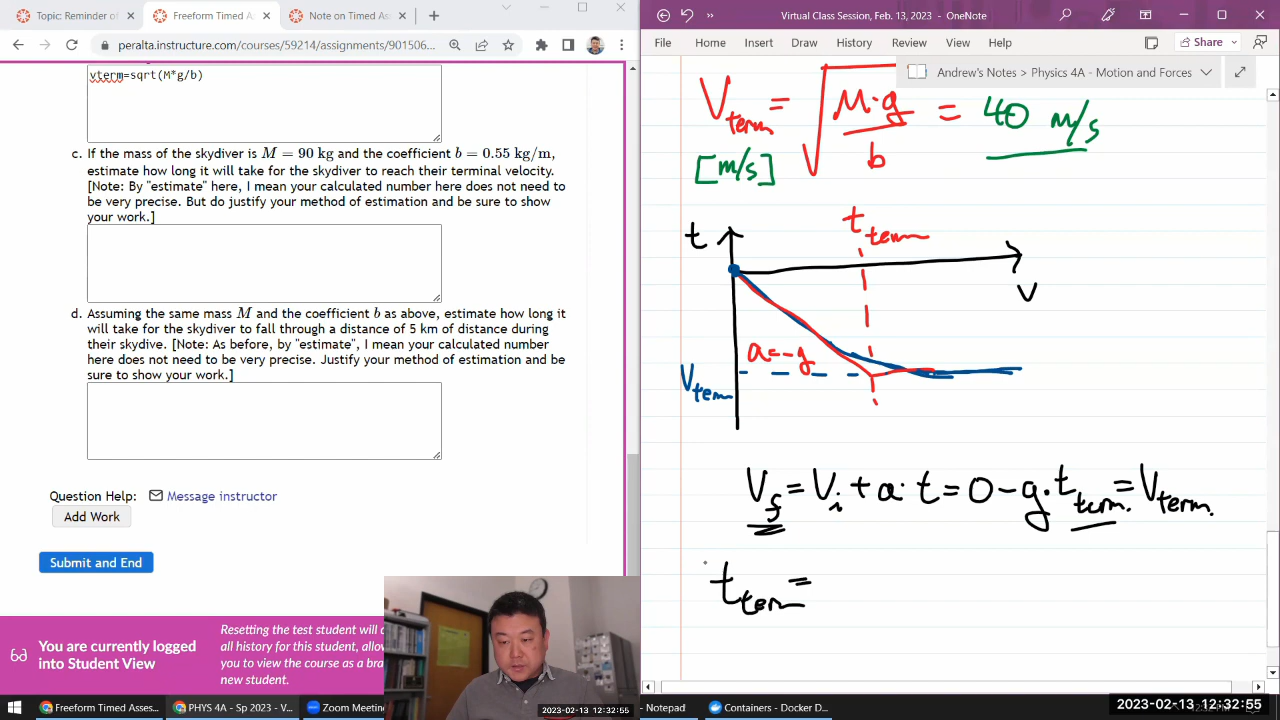 Topic: Reminder of
Freeform Timed As
Note on Timed Ass
peralta.instructure.com/courses/59214/assignments/901506...
vterm=sqrt(M*g/b)
c. If the mass of the skydiver is M = 90 kg and the coefficient b = 0.55 kg/m,
estimate how long it will take for the skydiver to reach their terminal velocity.
[Note: By "estimate" here, I mean your calculated number here does not need to
be very precise. But do justify your method of estimation and be sure to show
your work.]
d. Assuming the same mass M and the coefficient b as above, estimate how long it
will take for the skydiver to fall through a distance of 5 km of distance during
their skydive. [Note: As before, by "estimate", I mean your calculated number
here does not need to be very precise. Justify your method of estimation and be
sure to show your work.]
Question Help: Message instructor
Add Work
Submit and End
You are currently logged
into Student View
Resetting the test student will c
all history for this student, allow
you to view the course as a bra
new student.
Virtual Class Session, Feb. 13, 2023 - OneNote
File Home Insert Draw History Review View Help Share
Andrew's Notes > Physics 4A - Motion and Forces
Vterm = √(M·g/b) = 40 m/s
[m/s]
t
tterm
V
a=-g
Vterm
Vf = Vi + a·t = 0 - g·tterm. = Vterm.
tterm =
Freeform Timed Asses...
PHYS 4A - Sp 2023 - V...
Zoom Meetin
2023-02-13 12:32:55
- Notepad
Containers - Docker D...
2023-02-13 12:32:55